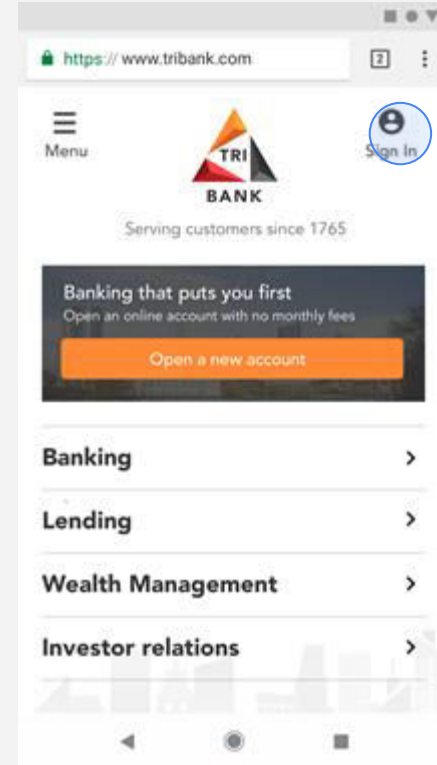 https://www.tribank.com
2
Menu
TRI
BANK
Sign In
Serving customers since 1765
Banking that puts you first
Open an online account with no monthly fees
Open a new account
Banking
Lending
Wealth Management
Investor relations